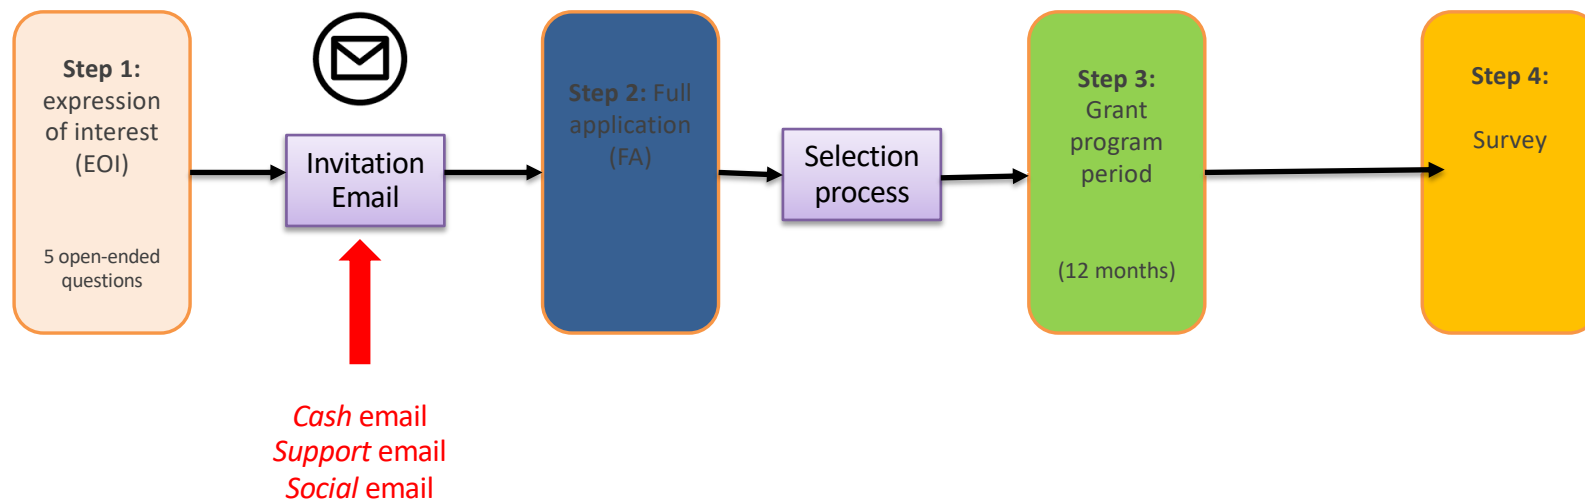 Step 1:
expression
of interest
(EOI)
5 open-ended
questions
Invitation
Email
Cash email
Support email
Social email
Step 2: Full
application
(FA)
Selection
process
Step 3:
Grant
program
period
(12 months)
Step 4:
Survey